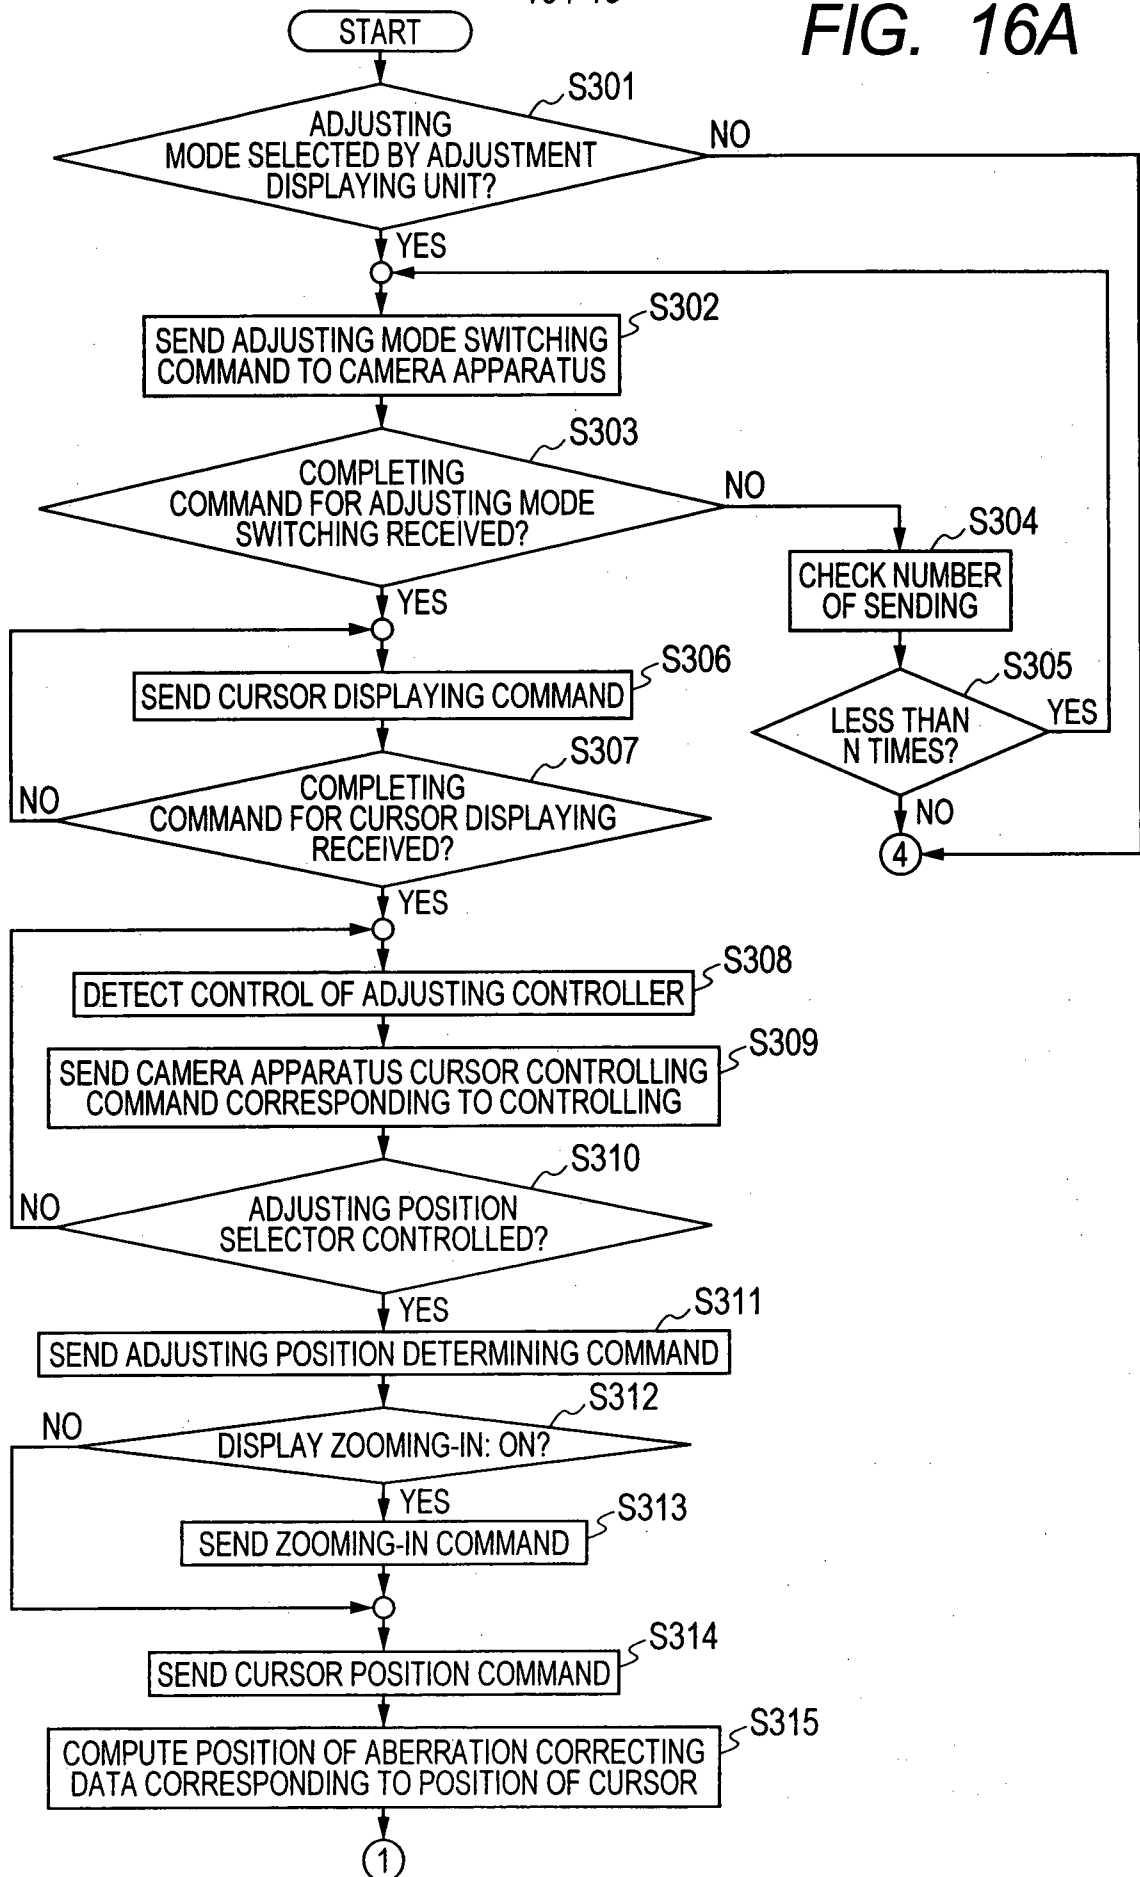 FIG. 16A
START
S301
ADJUSTING
MODE SELECTED BY ADJUSTMENT
DISPLAYING UNIT?
NO
YES
S302
SEND ADJUSTING MODE SWITCHING
COMMAND TO CAMERA APPARATUS
S303
COMPLETING
COMMAND FOR ADJUSTING MODE
SWITCHING RECEIVED?
NO
YES
S304
CHECK NUMBER
OF SENDING
S305
LESS THAN
N TIMES?
YES
NO
4
S306
SEND CURSOR DISPLAYING COMMAND
S307
COMPLETING
COMMAND FOR CURSOR DISPLAYING
RECEIVED?
NO
YES
S308
DETECT CONTROL OF ADJUSTING CONTROLLER
S309
SEND CAMERA APPARATUS CURSOR CONTROLLING
COMMAND CORRESPONDING TO CONTROLLING
S310
ADJUSTING POSITION
SELECTOR CONTROLLED?
NO
YES
S311
SEND ADJUSTING POSITION DETERMINING COMMAND
S312
DISPLAY ZOOMING-IN: ON?
NO
YES
S313
SEND ZOOMING-IN COMMAND
S314
SEND CURSOR POSITION COMMAND
S315
COMPUTE POSITION OF ABERRATION CORRECTING
DATA CORRESPONDING TO POSITION OF CURSOR
1